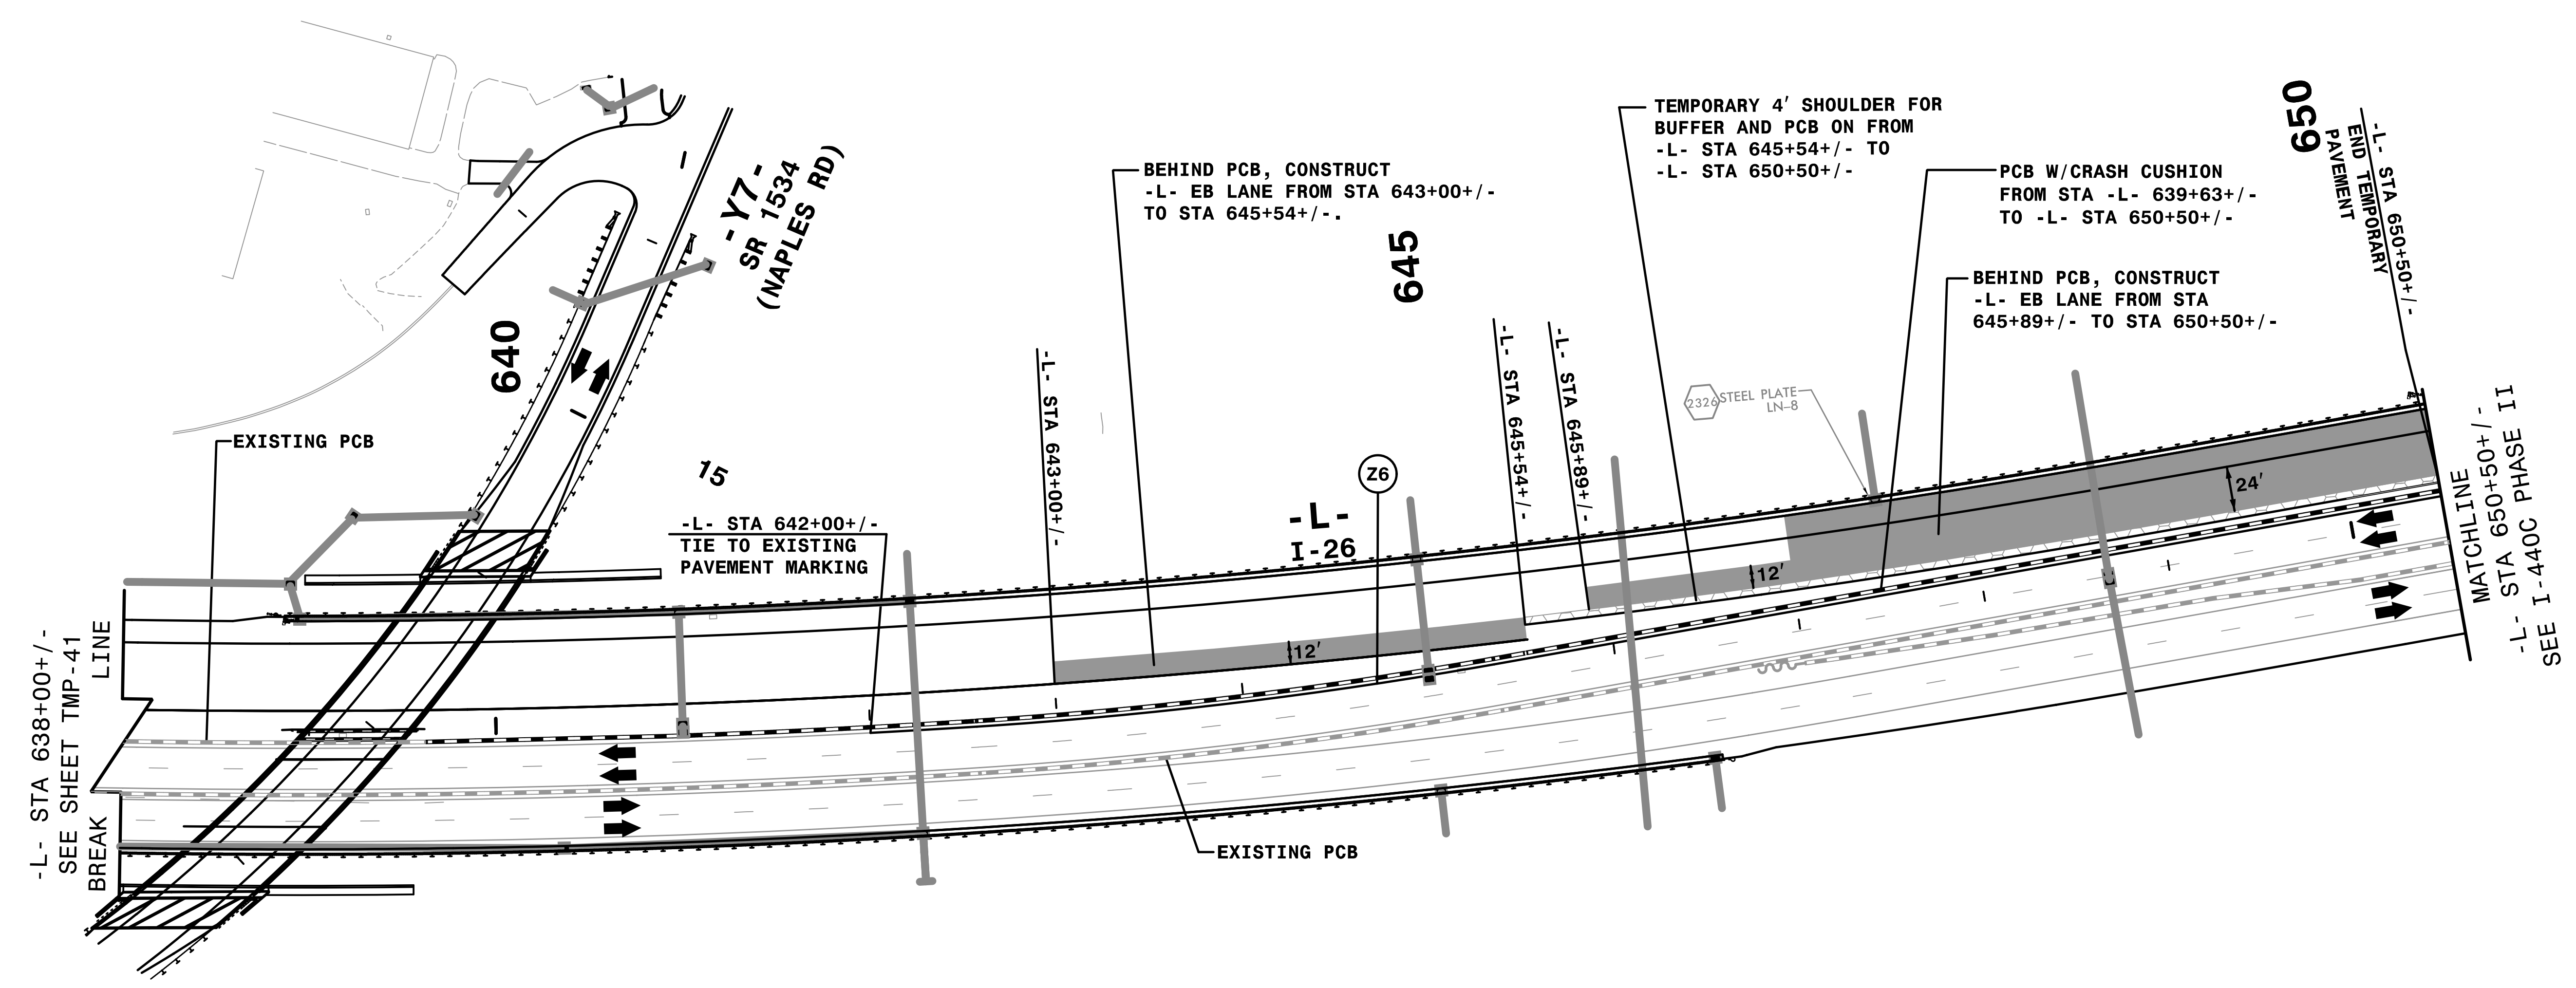 -Y7-
SR 1534
(NAPLES RD)
640
EXISTING PCB
15
-L- STA 642+00+/-
TIE TO EXISTING
PAVEMENT MARKING
-L- STA 638+00+/-
SEE SHEET TMP-41
BREAK LINE
-L- STA 643+00+/-
BEHIND PCB, CONSTRUCT
-L- EB LANE FROM STA 643+00+/-
TO STA 645+54+/-.
645
-L-
I-26
Z6
12'
-L- STA 645+54+/-
-L- STA 645+89+/-
TEMPORARY 4' SHOULDER FOR
BUFFER AND PCB ON FROM
-L- STA 645+54+/- TO
-L- STA 650+50+/-
2326
STEEL PLATE
LN-8
12'
PCB W/CRASH CUSHION
FROM STA -L- 639+63+/-
TO -L- STA 650+50+/-
BEHIND PCB, CONSTRUCT
-L- EB LANE FROM STA
645+89+/- TO STA 650+50+/-
650
-L- STA 650+50+/-
END TEMPORARY
PAVEMENT
24'
MATCHLINE
-L- STA 650+50+/-
SEE I-4400C PHASE II
EXISTING PCB